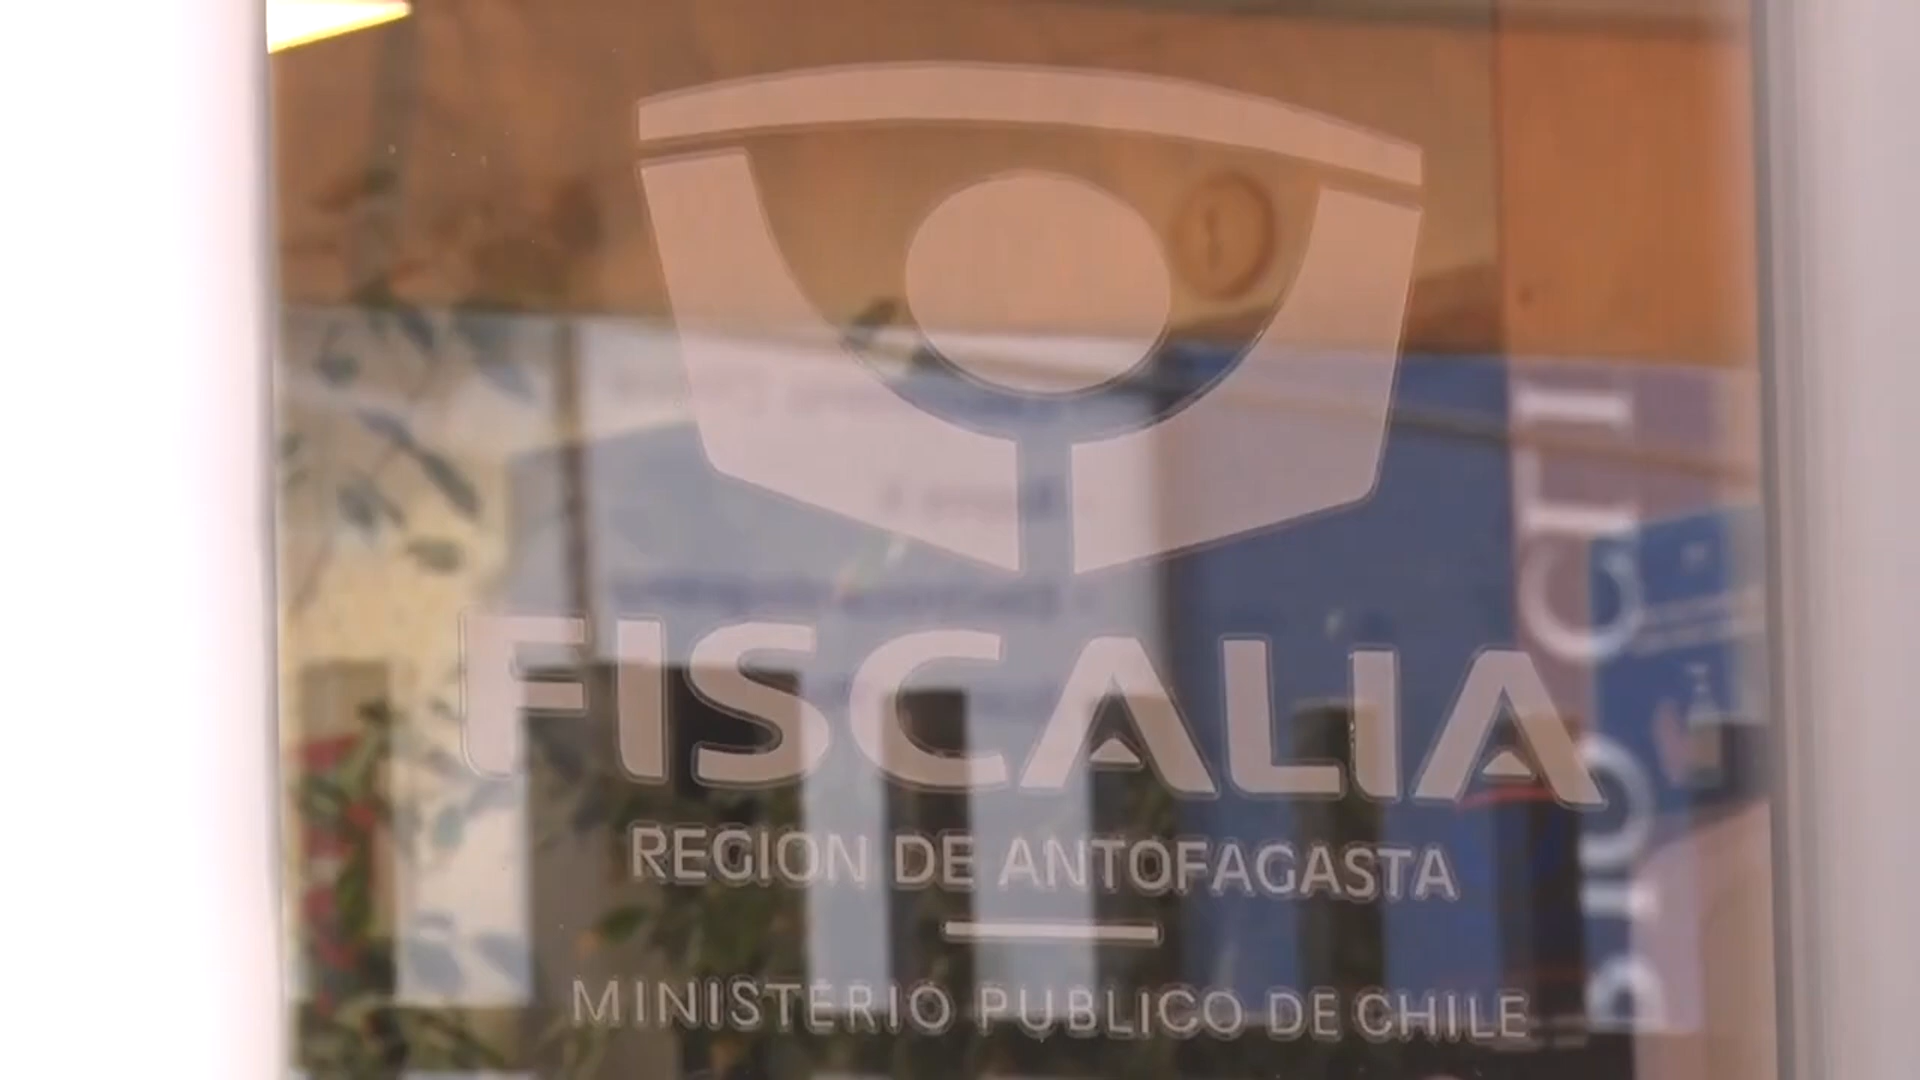 FISCALIA
REGION DE ANTOFAGASTA
MINISTERIO PUBLICO DE CHILE